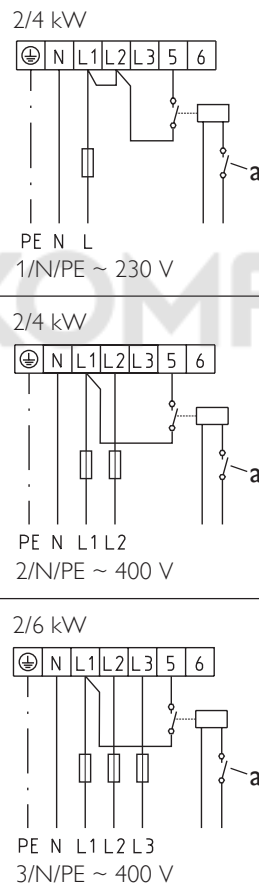 2/4 kW
N L1 L2 L3 5 6
a
PE N L
1/N/PE ~ 230 V
2/4 kW
N L1 L2 L3 5 6
a
PE N L1 L2
2/N/PE ~ 400 V
2/6 kW
N L1 L2 L3 5 6
a
PE N L1 L2 L3
3/N/PE ~ 400 V